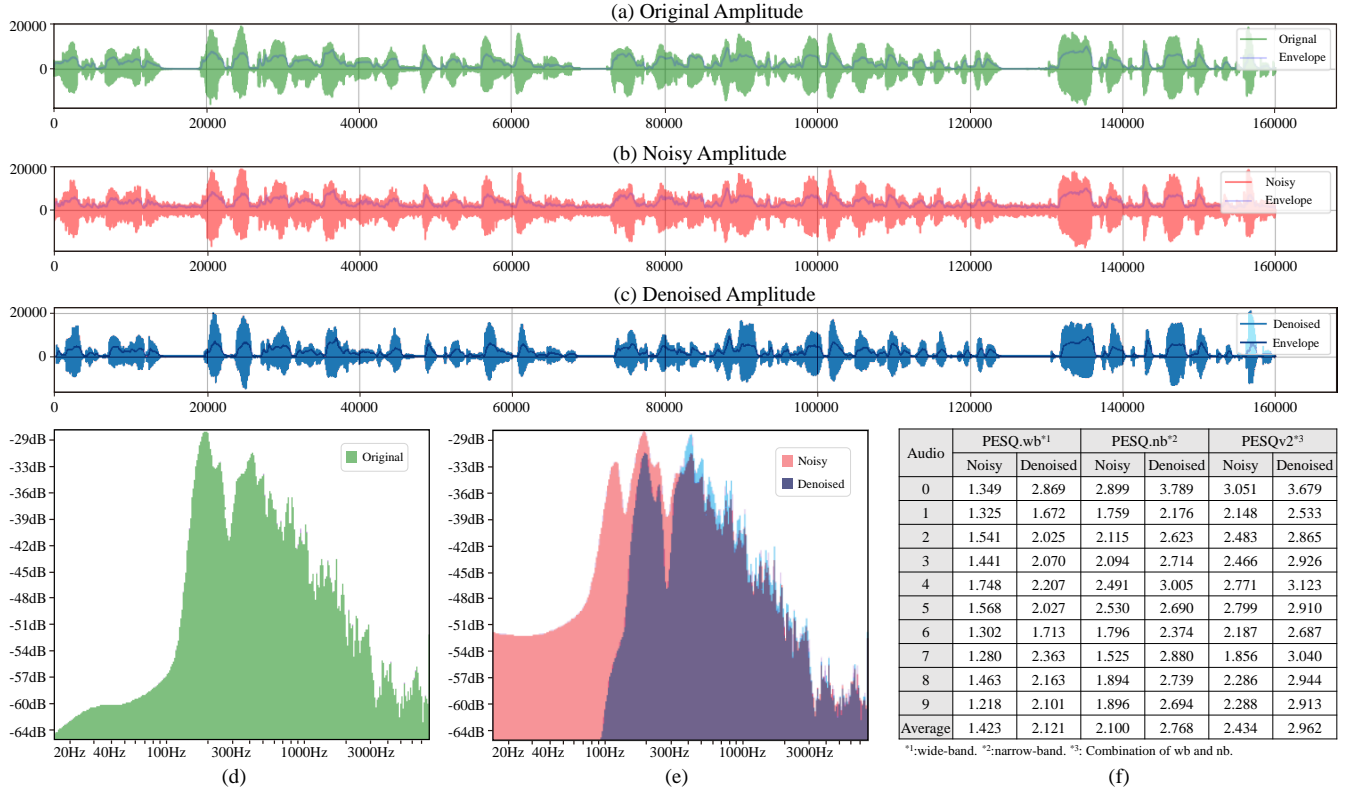 (a) Original Amplitude
20000
0
Orignal
Envelope
0 20000 40000 60000 80000 100000 120000 140000 160000
(b) Noisy Amplitude
20000
0
Noisy
Envelope
0 20000 40000 60000 80000 100000 120000 140000 160000
(c) Denoised Amplitude
20000
0
Denoised
Envelope
0 20000 40000 60000 80000 100000 120000 140000 160000
-29dB
-33dB
-36dB
-39dB
-42dB
-45dB
-48dB
-51dB
-54dB
-57dB
-60dB
-64dB
Original
20Hz 40Hz 100Hz 300Hz 1000Hz 3000Hz
(d)
-29dB
-33dB
-36dB
-39dB
-42dB
-45dB
-48dB
-51dB
-54dB
-57dB
-60dB
-64dB
Noisy
Denoised
20Hz 40Hz 100Hz 300Hz 1000Hz 3000Hz
(e)
Audio PESQ.wb*1 PESQ.nb*2 PESQv2*3
Noisy Denoised Noisy Denoised Noisy Denoised
0 1.349 2.869 2.899 3.789 3.051 3.679
1 1.325 1.672 1.759 2.176 2.148 2.533
2 1.541 2.025 2.115 2.623 2.483 2.865
3 1.441 2.070 2.094 2.714 2.466 2.926
4 1.748 2.207 2.491 3.005 2.771 3.123
5 1.568 2.027 2.530 2.690 2.799 2.910
6 1.302 1.713 1.796 2.374 2.187 2.687
7 1.280 2.363 1.525 2.880 1.856 3.040
8 1.463 2.163 1.894 2.739 2.286 2.944
9 1.218 2.101 1.896 2.694 2.288 2.913
Average 1.423 2.121 2.100 2.768 2.434 2.962
*1:wide-band. *2:narrow-band. *3: Combination of wb and nb.
(f)